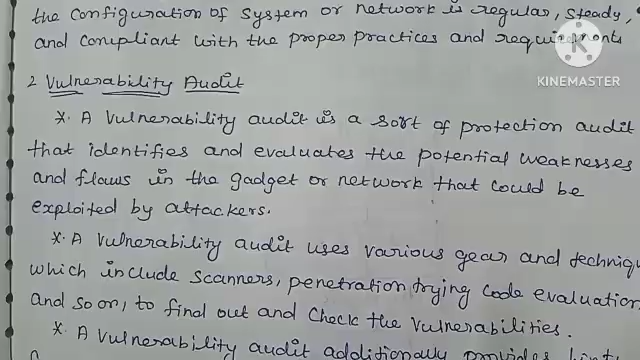 the configuration of system or network is regular, steady,
and compliant with the proper practices and requirments
KINEMASTER
2 Vulnerability Audit
*. A Vulnerability audit is a sort of protection audit
that identifies and evaluates the potential weaknesses
and flaws in the gadget or network that could be
exploited by attackers.
*. A Vulnerability audit uses various gear and techniqu
which include scanners, penetration trying code evaluation
and so on, to find out and check the vulnerabilities.
*. A Vulnerability audit additionally provides